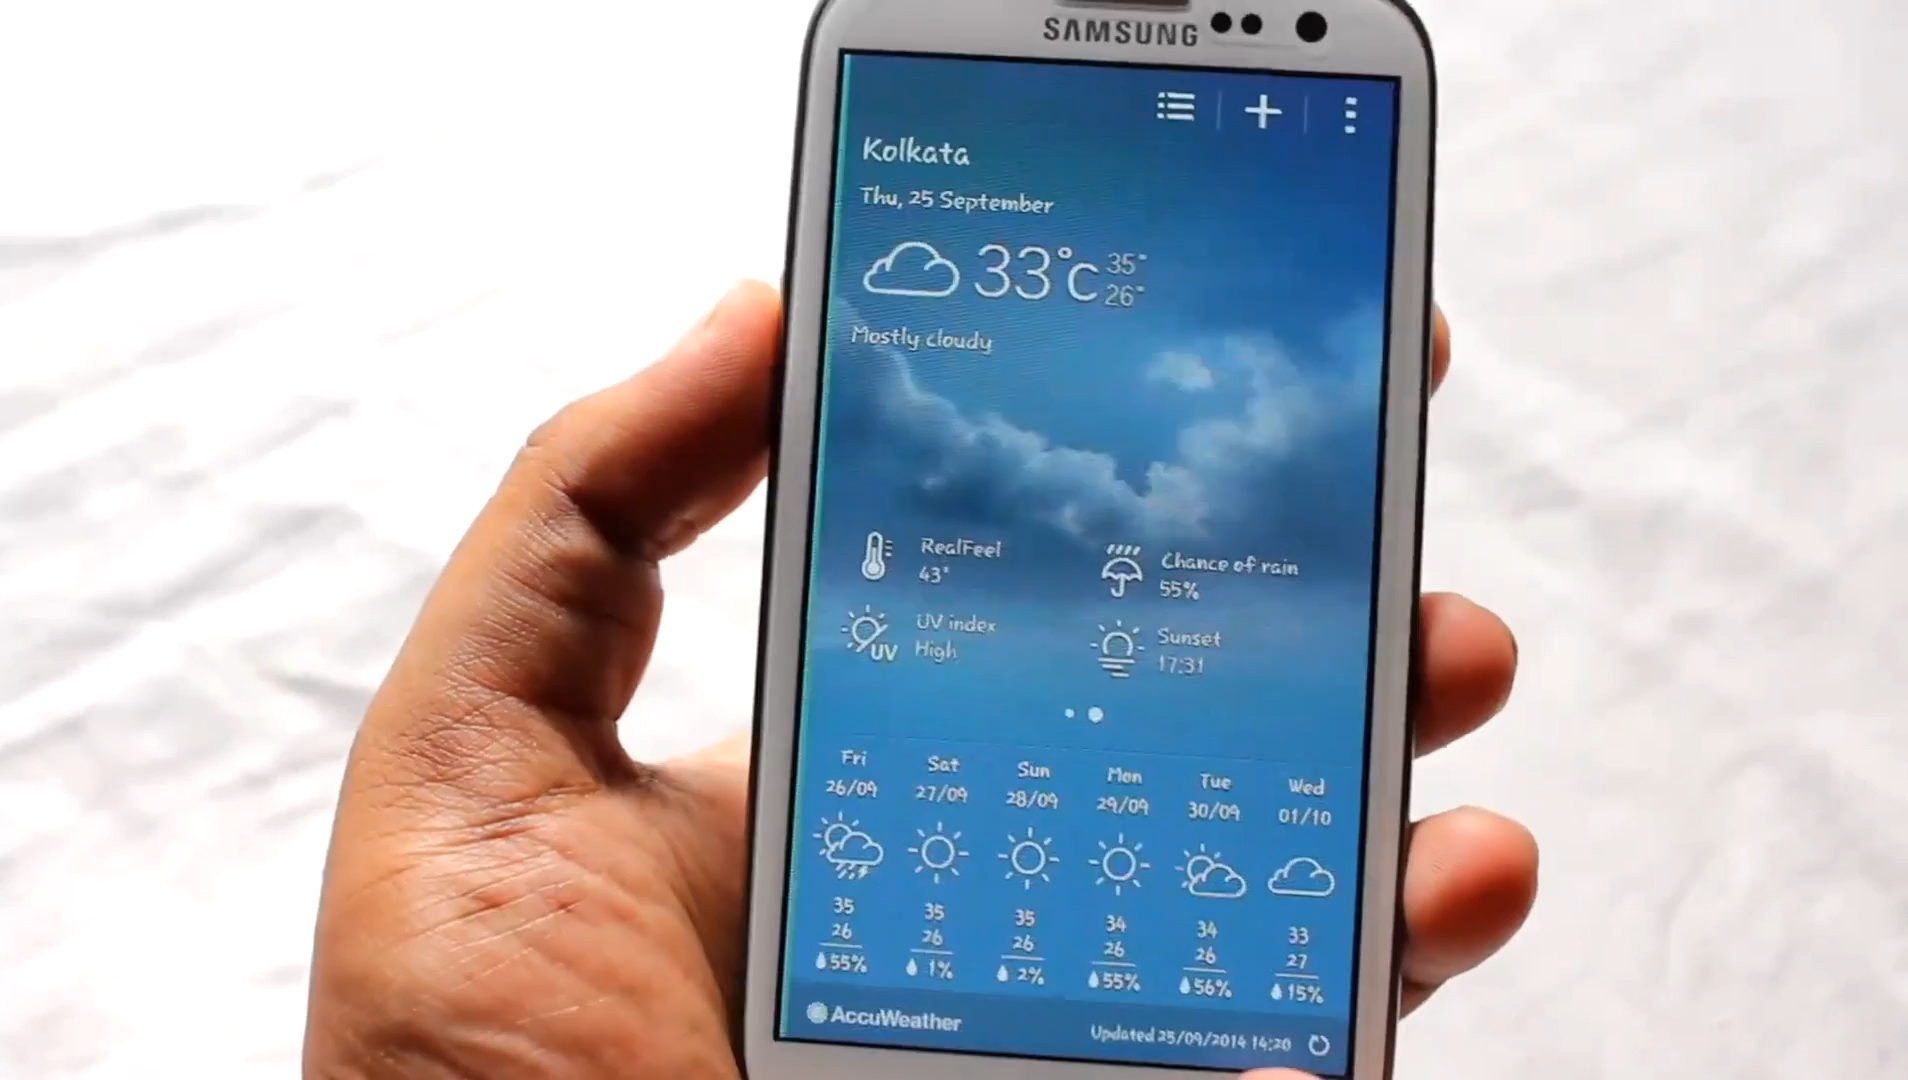 SAMSUNG
Kolkata
Thu, 25 September
33°C
35°
26°
Mostly cloudy
RealFeel
43°
Chance of rain
55%
UV
UV index
High
Sunset
17:31
Fri Sat Sun Mon Tue Wed
26/09 27/09 28/09 29/09 30/09 01/10
35 35 35 34 34 33
26 26 26 26 26 27
55% 1% 2% 55% 56% 15%
AccuWeather
Updated 25/09/2014 14:20